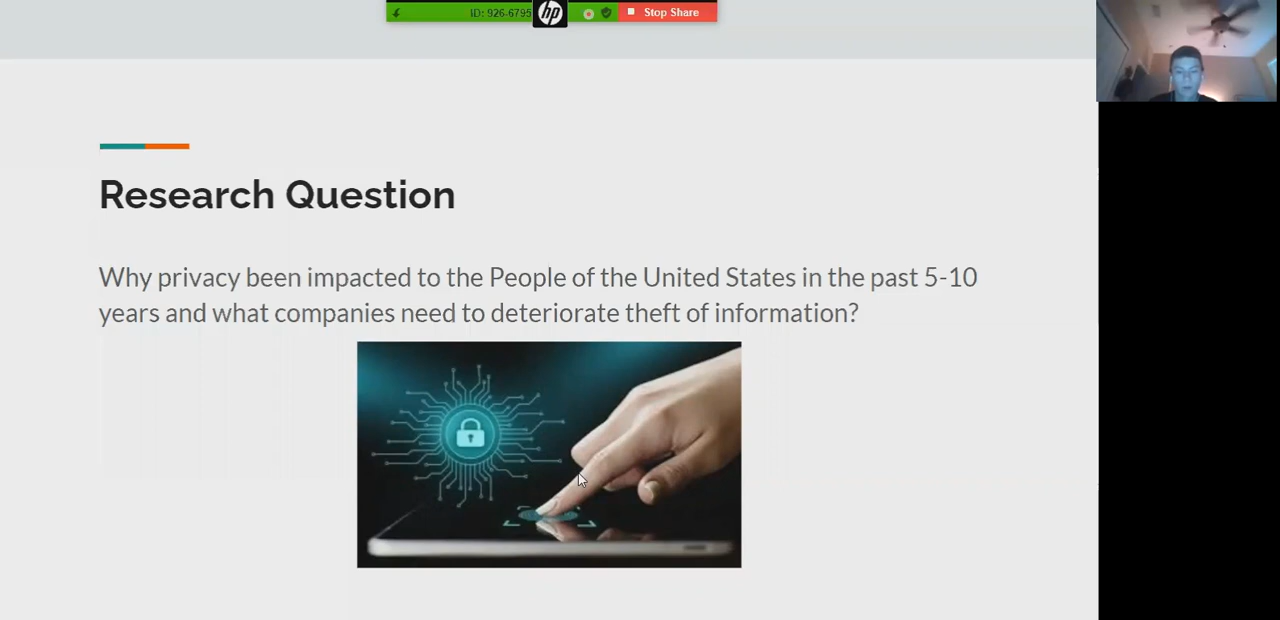 ID: 926-6795
hp
Stop Share
Research Question
Why privacy been impacted to the People of the United States in the past 5-10
years and what companies need to deteriorate theft of information?